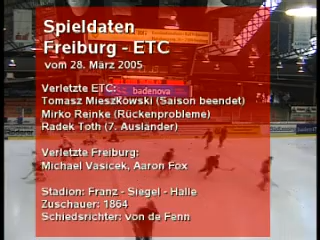 Spieldaten
Freiburg - ETC
vom 28. März 2005
Verletzte ETC:
Tomasz Mieszkowski (Saison beendet)
Mirko Reinke (Rückenprobleme)
Radek Toth (7. Ausländer)
Verletzte Freiburg:
Michael Vasicek, Aaron Fox
Stadion: Franz - Siegel - Halle
Zuschauer: 1864
Schiedsrichter: von de Fenn
badenova